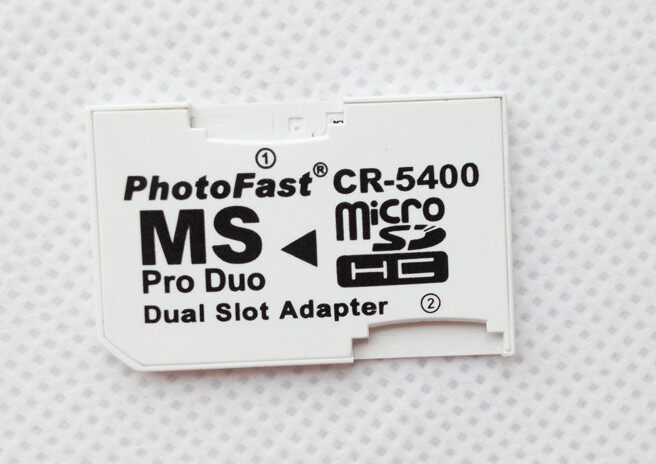 ①
PhotoFast® CR-5400
MS ◀ micro
SD
HC
Pro Duo
Dual Slot Adapter
②